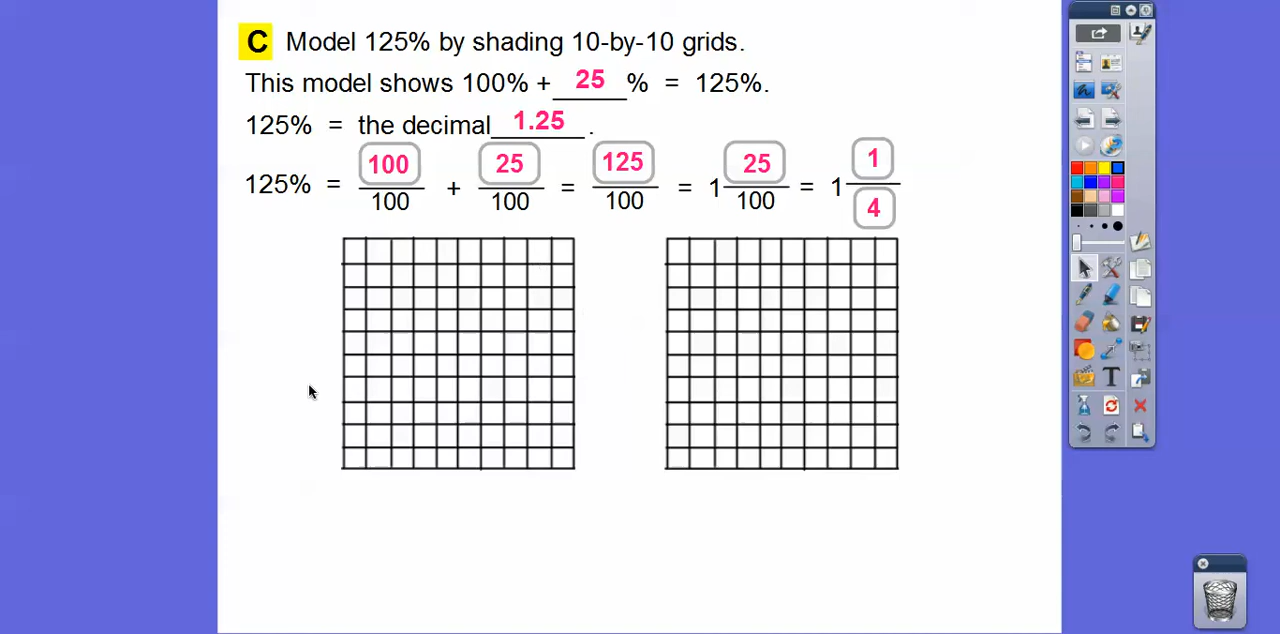 C Model 125% by shading 10-by-10 grids.
This model shows 100% + 25 % = 125%.
125% = the decimal 1.25 .
125% = 100/100 + 25/100 = 125/100 = 1 25/100 = 1 1/4
T